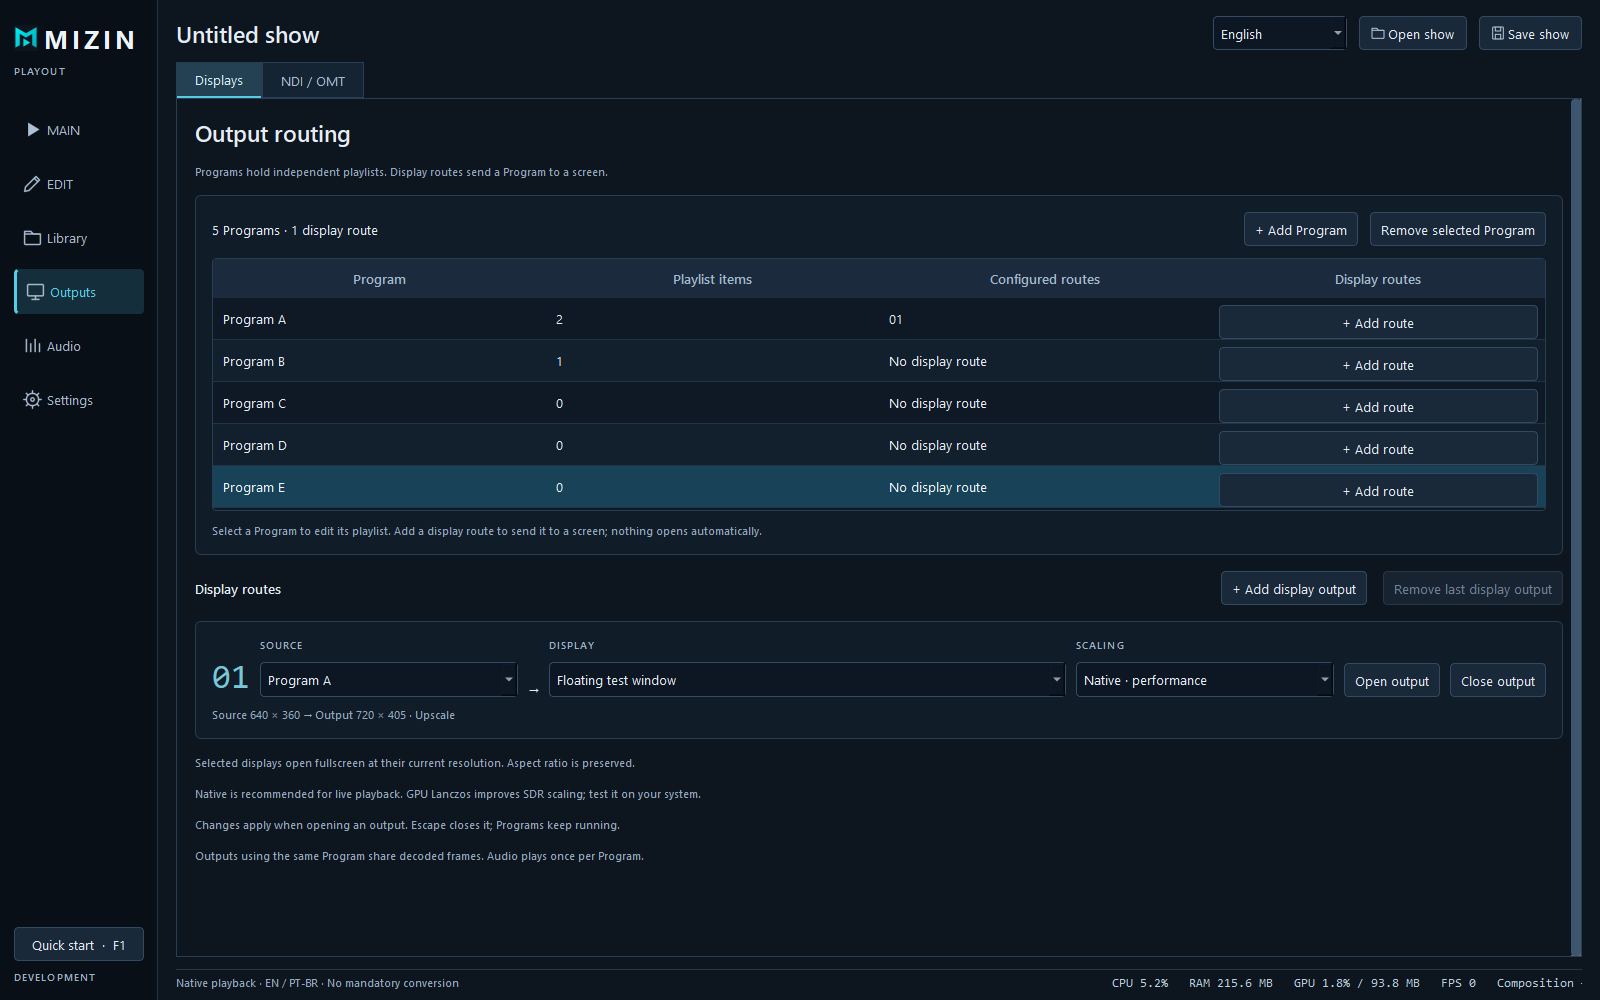 MIZIN
PLAYOUT
MAIN
EDIT
Library
Outputs
Audio
Settings
Quick start · F1
DEVELOPMENT
Untitled show
English
Open show
Save show
Displays
NDI / OMT
Output routing
Programs hold independent playlists. Display routes send a Program to a screen.
5 Programs · 1 display route
+ Add Program
Remove selected Program
Program Playlist items Configured routes Display routes
Program A 2 01 + Add route
Program B 1 No display route + Add route
Program C 0 No display route + Add route
Program D 0 No display route + Add route
Program E 0 No display route + Add route
Select a Program to edit its playlist. Add a display route to send it to a screen; nothing opens automatically.
Display routes
+ Add display output
Remove last display output
SOURCE DISPLAY SCALING
01 Program A → Floating test window Native · performance Open output Close output
Source 640 × 360 → Output 720 × 405 · Upscale
Selected displays open fullscreen at their current resolution. Aspect ratio is preserved.
Native is recommended for live playback. GPU Lanczos improves SDR scaling; test it on your system.
Changes apply when opening an output. Escape closes it; Programs keep running.
Outputs using the same Program share decoded frames. Audio plays once per Program.
Native playback · EN / PT-BR · No mandatory conversion
CPU 5.2% RAM 215.6 MB GPU 1.8% / 93.8 MB FPS 0 Composition ·